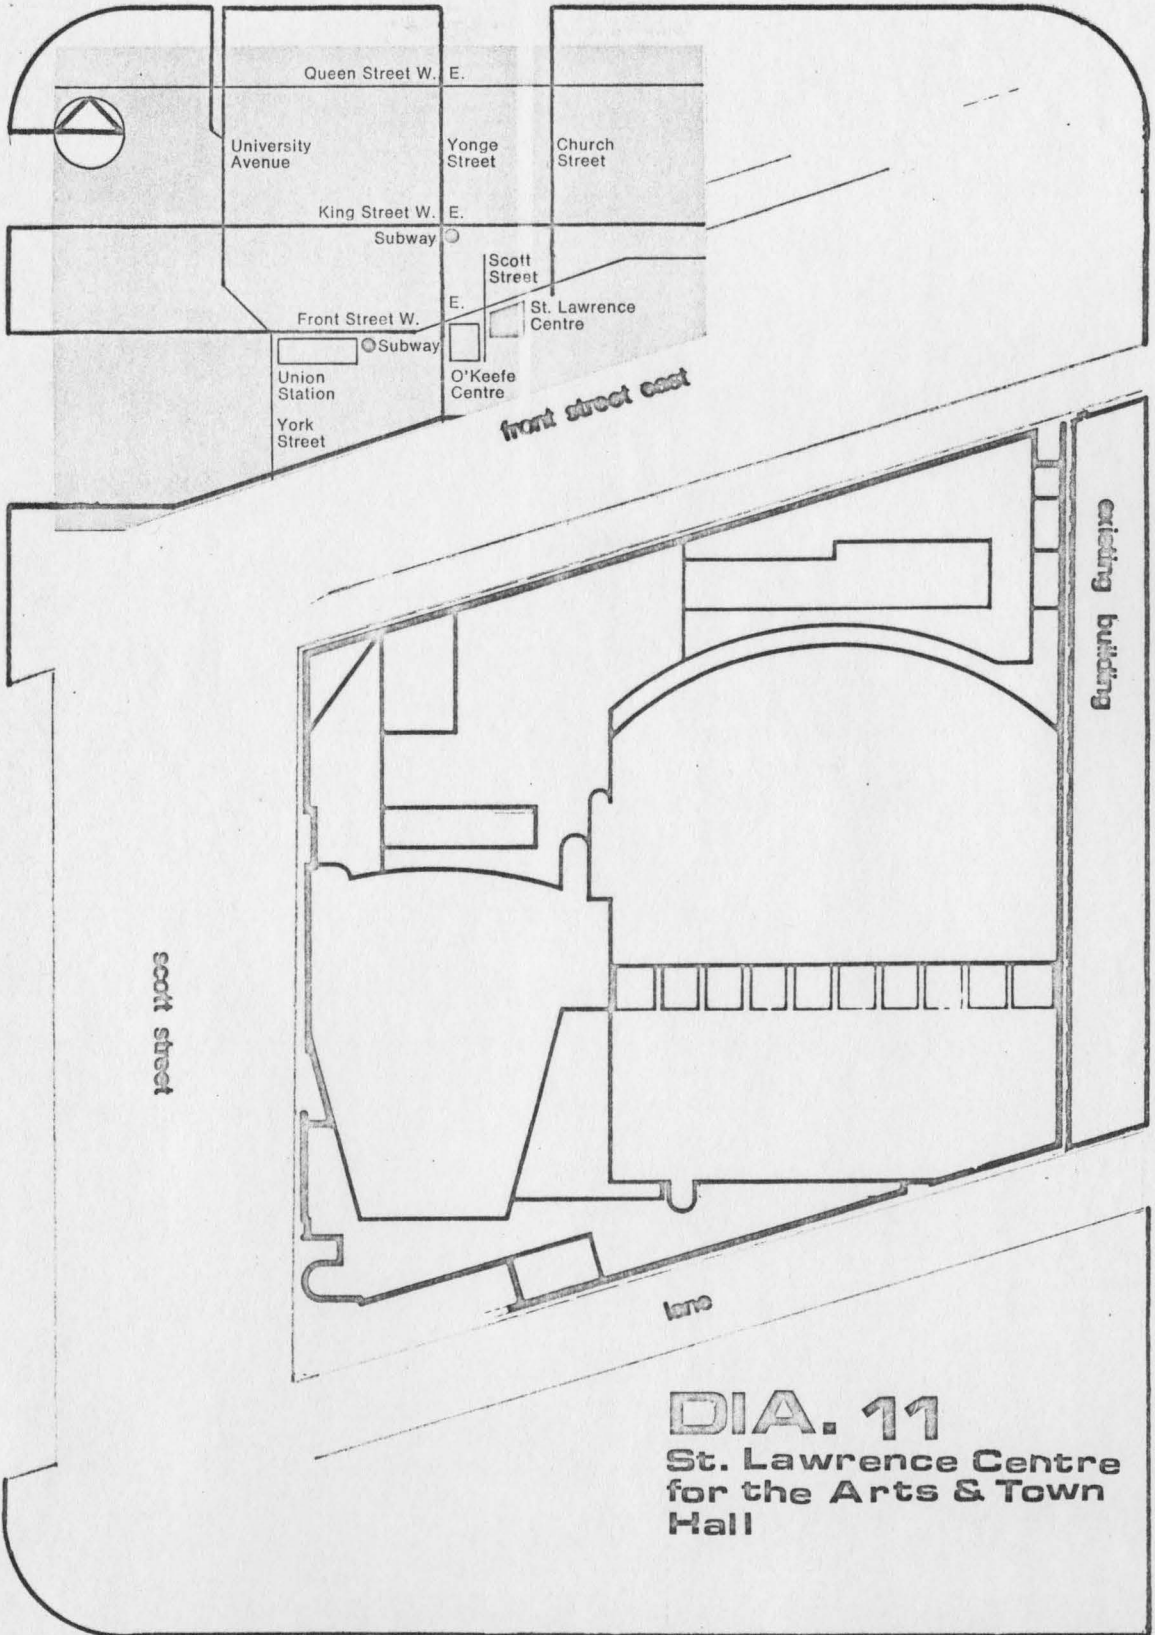 Queen Street W. E.
University
Avenue
Yonge
Street
Church
Street
King Street W. E.
Subway
Scott
Street
E.
St. Lawrence
Centre
Front Street W.
Subway
Union
Station
O'Keefe
Centre
York
Street
front street east
existing building
scott street
lane
DIA. 11
St. Lawrence Centre
for the Arts & Town
Hall